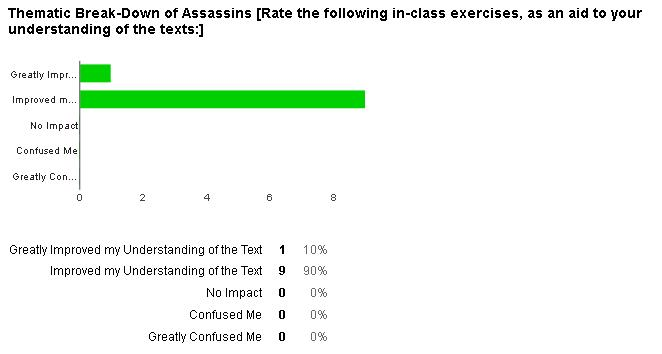 Thematic Break-Down of Assassins [Rate the following in-class exercises, as an aid to your
understanding of the texts:]
Greatly Impr...
Improved m...
No Impact
Confused Me
Greatly Con...
0 2 4 6 8
Greatly Improved my Understanding of the Text 1 10%
Improved my Understanding of the Text 9 90%
No Impact 0 0%
Confused Me 0 0%
Greatly Confused Me 0 0%